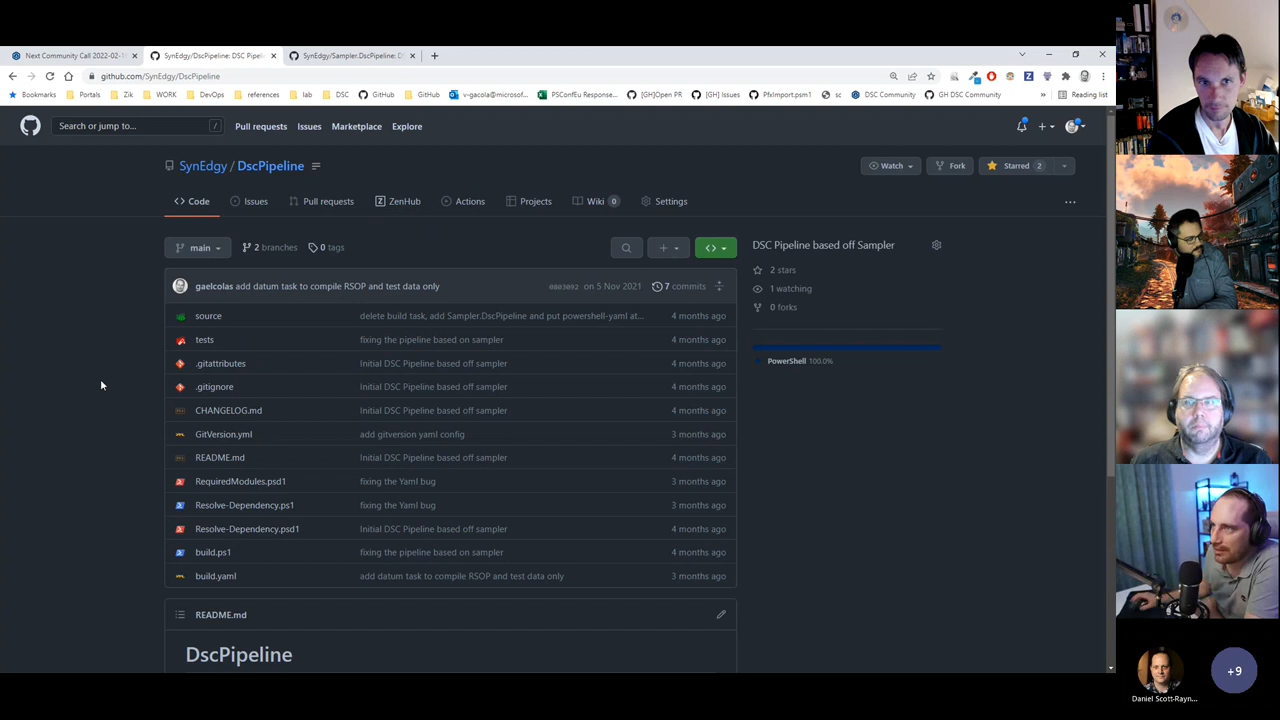 Next Community Call 2022-02-1
SynEdgy/DscPipeline: DSC Pipelin
SynEdgy/Sampler.DscPipeline: D
github.com/SynEdgy/DscPipeline
Bookmarks Portals Zik WORK DevOps references lab DSC GitHub GitHub v-gacola@microsof... PSConfEu Response... [GH]Open PR [GH] Issues PfxImport.psm1 sc DSC Community GH DSC Community » Reading list
Search or jump to... / Pull requests Issues Marketplace Explore
SynEdgy / DscPipeline
Watch Fork Starred 2
Code Issues Pull requests ZenHub Actions Projects Wiki 0 Settings
main 2 branches 0 tags
DSC Pipeline based off Sampler
2 stars
1 watching
0 forks
PowerShell 100.0%
gaelcolas add datum task to compile RSOP and test data only on 5 Nov 2021 7 commits
source delete build task, add Sampler.DscPipeline and put powershell-yaml at... 4 months ago
tests fixing the pipeline based on sampler 4 months ago
.gitattributes Initial DSC Pipeline based off sampler 4 months ago
.gitignore Initial DSC Pipeline based off sampler 4 months ago
CHANGELOG.md Initial DSC Pipeline based off sampler 4 months ago
GitVersion.yml add gitversion yaml config 3 months ago
README.md Initial DSC Pipeline based off sampler 4 months ago
RequiredModules.psd1 fixing the Yaml bug 3 months ago
Resolve-Dependency.ps1 fixing the Yaml bug 3 months ago
Resolve-Dependency.psd1 Initial DSC Pipeline based off sampler 4 months ago
build.ps1 fixing the pipeline based on sampler 4 months ago
build.yaml add datum task to compile RSOP and test data only 3 months ago
README.md
DscPipeline
Daniel Scott-Rayn...
+9